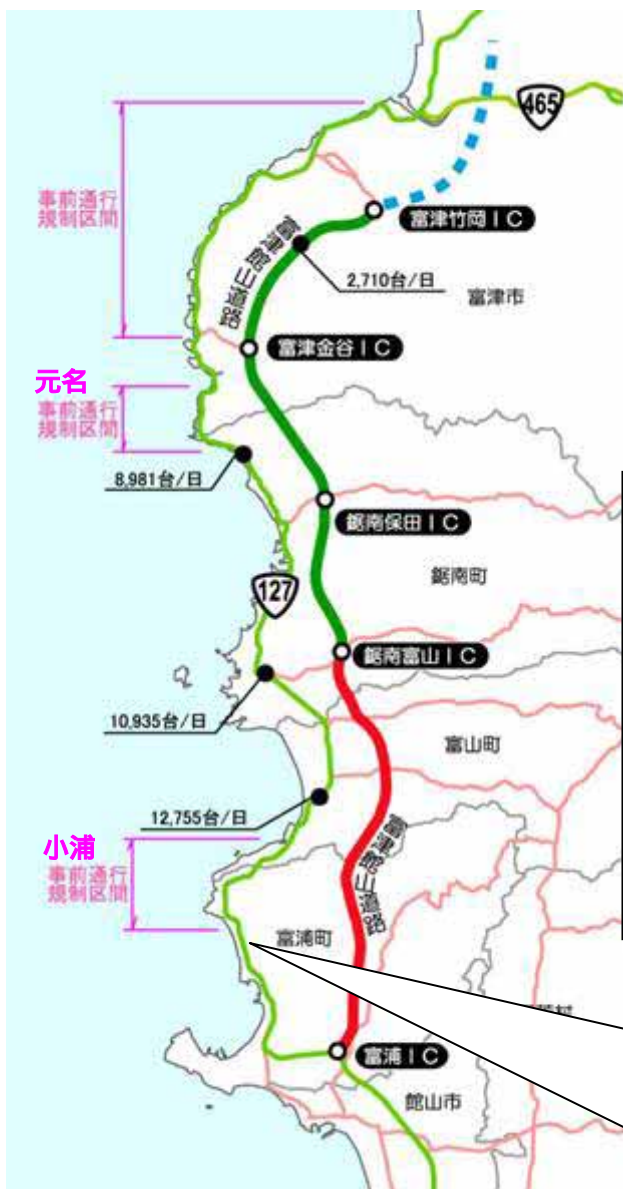 465
事前通行
規制区間
富津竹岡IC
富津館山道路
2,710台/日
富津市
富津金谷IC
元名
事前通行
規制区間
8,981台/日
鋸南保田IC
鋸南町
127
鋸南富山IC
10,935台/日
富山町
12,755台/日
小浦
事前通行
規制区間
富津館山道路
富浦町
村
富浦IC
館山市